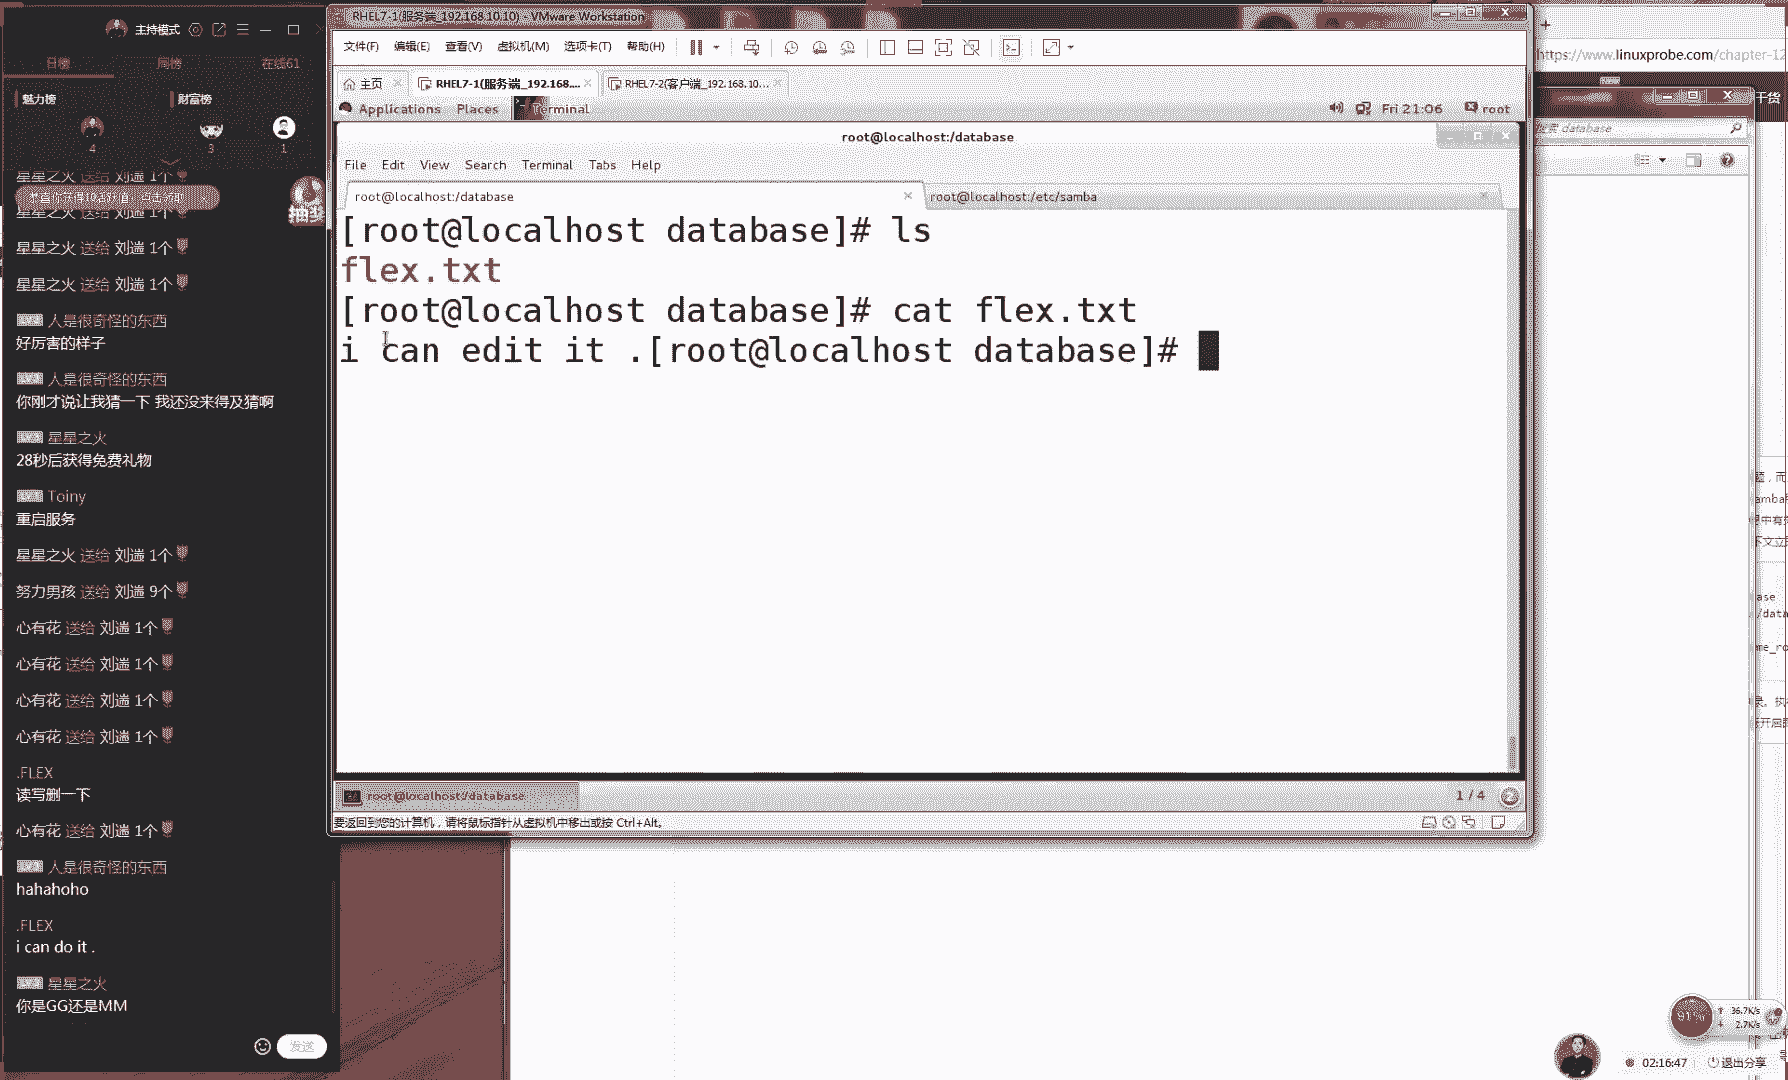 主持模式
日榜 周榜 在线61
魅力榜 财富榜
4 3 1
星星之火 送给 刘遄 1个
星星之火 送给 刘遄 1个
星星之火 送给 刘遄 1个
星星之火 送给 刘遄 1个
人是很奇怪的东西
好厉害的样子
人是很奇怪的东西
你刚才说让我猜一下 我还没来得及猜啊
星星之火
28秒后获得免费礼物
Toiny
重启服务
星星之火 送给 刘遄 1个
努力男孩 送给 刘遄 9个
心有花 送给 刘遄 1个
心有花 送给 刘遄 1个
心有花 送给 刘遄 1个
心有花 送给 刘遄 1个
.FLEX
读写删一下
心有花 送给 刘遄 1个
人是很奇怪的东西
hahahoho
.FLEX
i can do it .
星星之火
你是GG还是MM
发送
RHEL7-1(服务端_192.168.10.10) - VMware Workstation
文件(F) 编辑(E) 查看(V) 虚拟机(M) 选项卡(T) 帮助(H)
主页 RHEL7-1(服务端_192.168.... RHEL7-2(客户端_192.168.10...
Applications Places Terminal Fri 21:06 root
root@localhost:/database
File Edit View Search Terminal Tabs Help
root@localhost:/database root@localhost:/etc/samba
[root@localhost database]# ls
flex.txt
[root@localhost database]# cat flex.txt
i can edit it .[root@localhost database]#
root@localhost:/database 1 / 4
要返回到您的计算机，请将鼠标指针从虚拟机中移出或按 Ctrl+Alt。
https://www.linuxprobe.com/chapter-12
干货
搜索 database
91% 36.7K/s
2.7K/s
02:16:47 退出分享